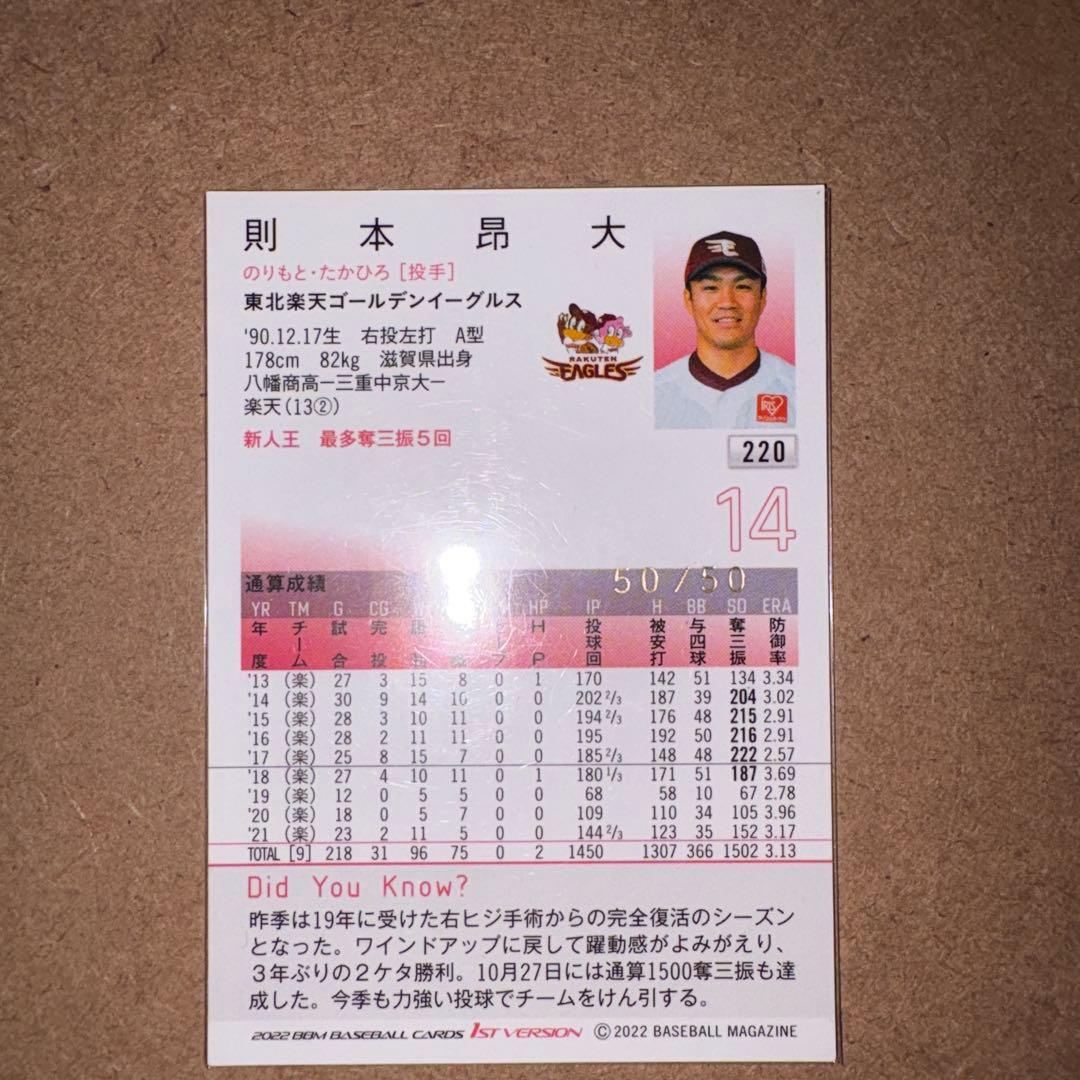 則本昂大
のりもと・たかひろ［投手］
東北楽天ゴールデンイーグルス
'90.12.17生 右投左打 A型
178cm 82kg 滋賀県出身
八幡商高ー三重中京大ー
楽天(13②)
新人王 最多奪三振5回
RAKUTEN
EAGLES
IRIS
220
14
通算成績 50/50
YR TM G CG HP IP H BB SO ERA
年度 チーム 試合 完投 HP 投球回 被安打 与四球 奪三振 防御率
'13 (楽) 27 3 15 8 0 1 170 142 51 134 3.34
'14 (楽) 30 9 14 10 0 0 202 2/3 187 39 204 3.02
'15 (楽) 28 3 10 11 0 0 194 2/3 176 48 215 2.91
'16 (楽) 28 2 11 11 0 0 195 192 50 216 2.91
'17 (楽) 25 8 15 7 0 0 185 2/3 148 48 222 2.57
'18 (楽) 27 4 10 11 0 1 180 1/3 171 51 187 3.69
'19 (楽) 12 0 5 5 0 0 68 58 10 67 2.78
'20 (楽) 18 0 5 7 0 0 109 110 34 105 3.96
'21 (楽) 23 2 11 5 0 0 144 2/3 123 35 152 3.17
TOTAL [9] 218 31 96 75 0 2 1450 1307 366 1502 3.13
Did You Know?
昨季は19年に受けた右ヒジ手術からの完全復活のシーズン
となった。ワインドアップに戻して躍動感がよみがえり、
3年ぶりの2ケタ勝利。10月27日には通算1500奪三振も達
成した。今季も力強い投球でチームをけん引する。
2022 BBM BASEBALL CARDS 1ST VERSION ©2022 BASEBALL MAGAZINE